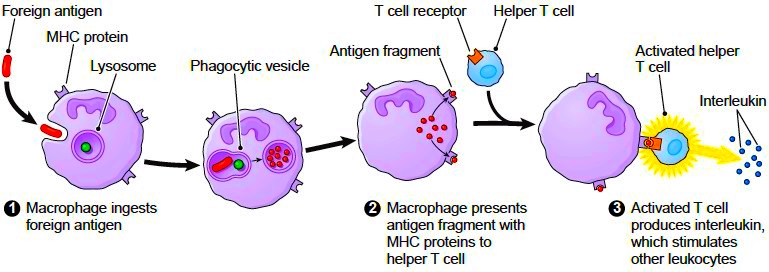 Foreign antigen
MHC protein
Lysosome
Phagocytic vesicle
T cell receptor
Helper T cell
Antigen fragment
Activated helper
T cell
Interleukin
1 Macrophage ingests
foreign antigen
2 Macrophage presents
antigen fragment with
MHC proteins to
helper T cell
3 Activated T cell
produces interleukin,
which stimulates
other leukocytes